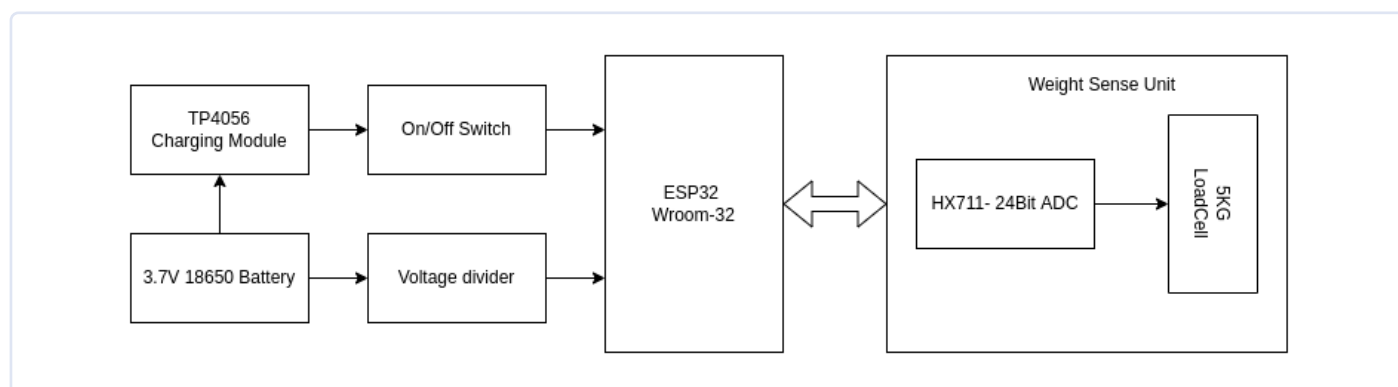 TP4056
Charging Module
On/Off Switch
3.7V 18650 Battery
Voltage divider
ESP32
Wroom-32
Weight Sense Unit
HX711- 24Bit ADC
5KG
LoadCell